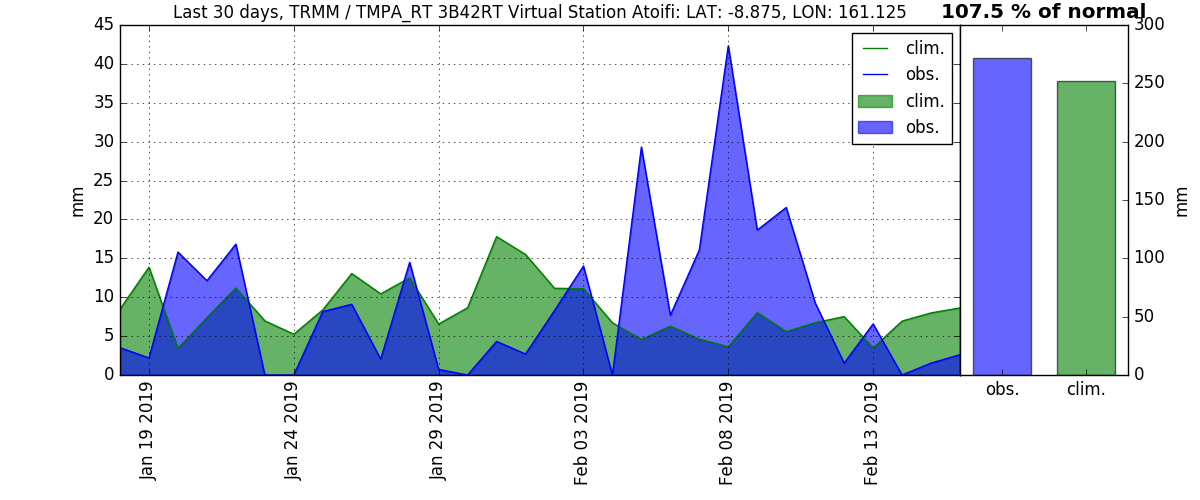 Last 30 days, TRMM / TMPA_RT 3B42RT Virtual Station Atoifi: LAT: -8.875, LON: 161.125
107.5 % of normal
mm
45
40
35
30
25
20
15
10
5
0
clim.
obs.
clim.
obs.
Jan 19 2019
Jan 24 2019
Jan 29 2019
Feb 03 2019
Feb 08 2019
Feb 13 2019
300
250
200
150
100
50
0
mm
obs.
clim.